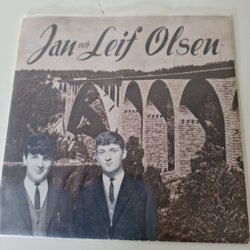 Jan och Leif Olsen